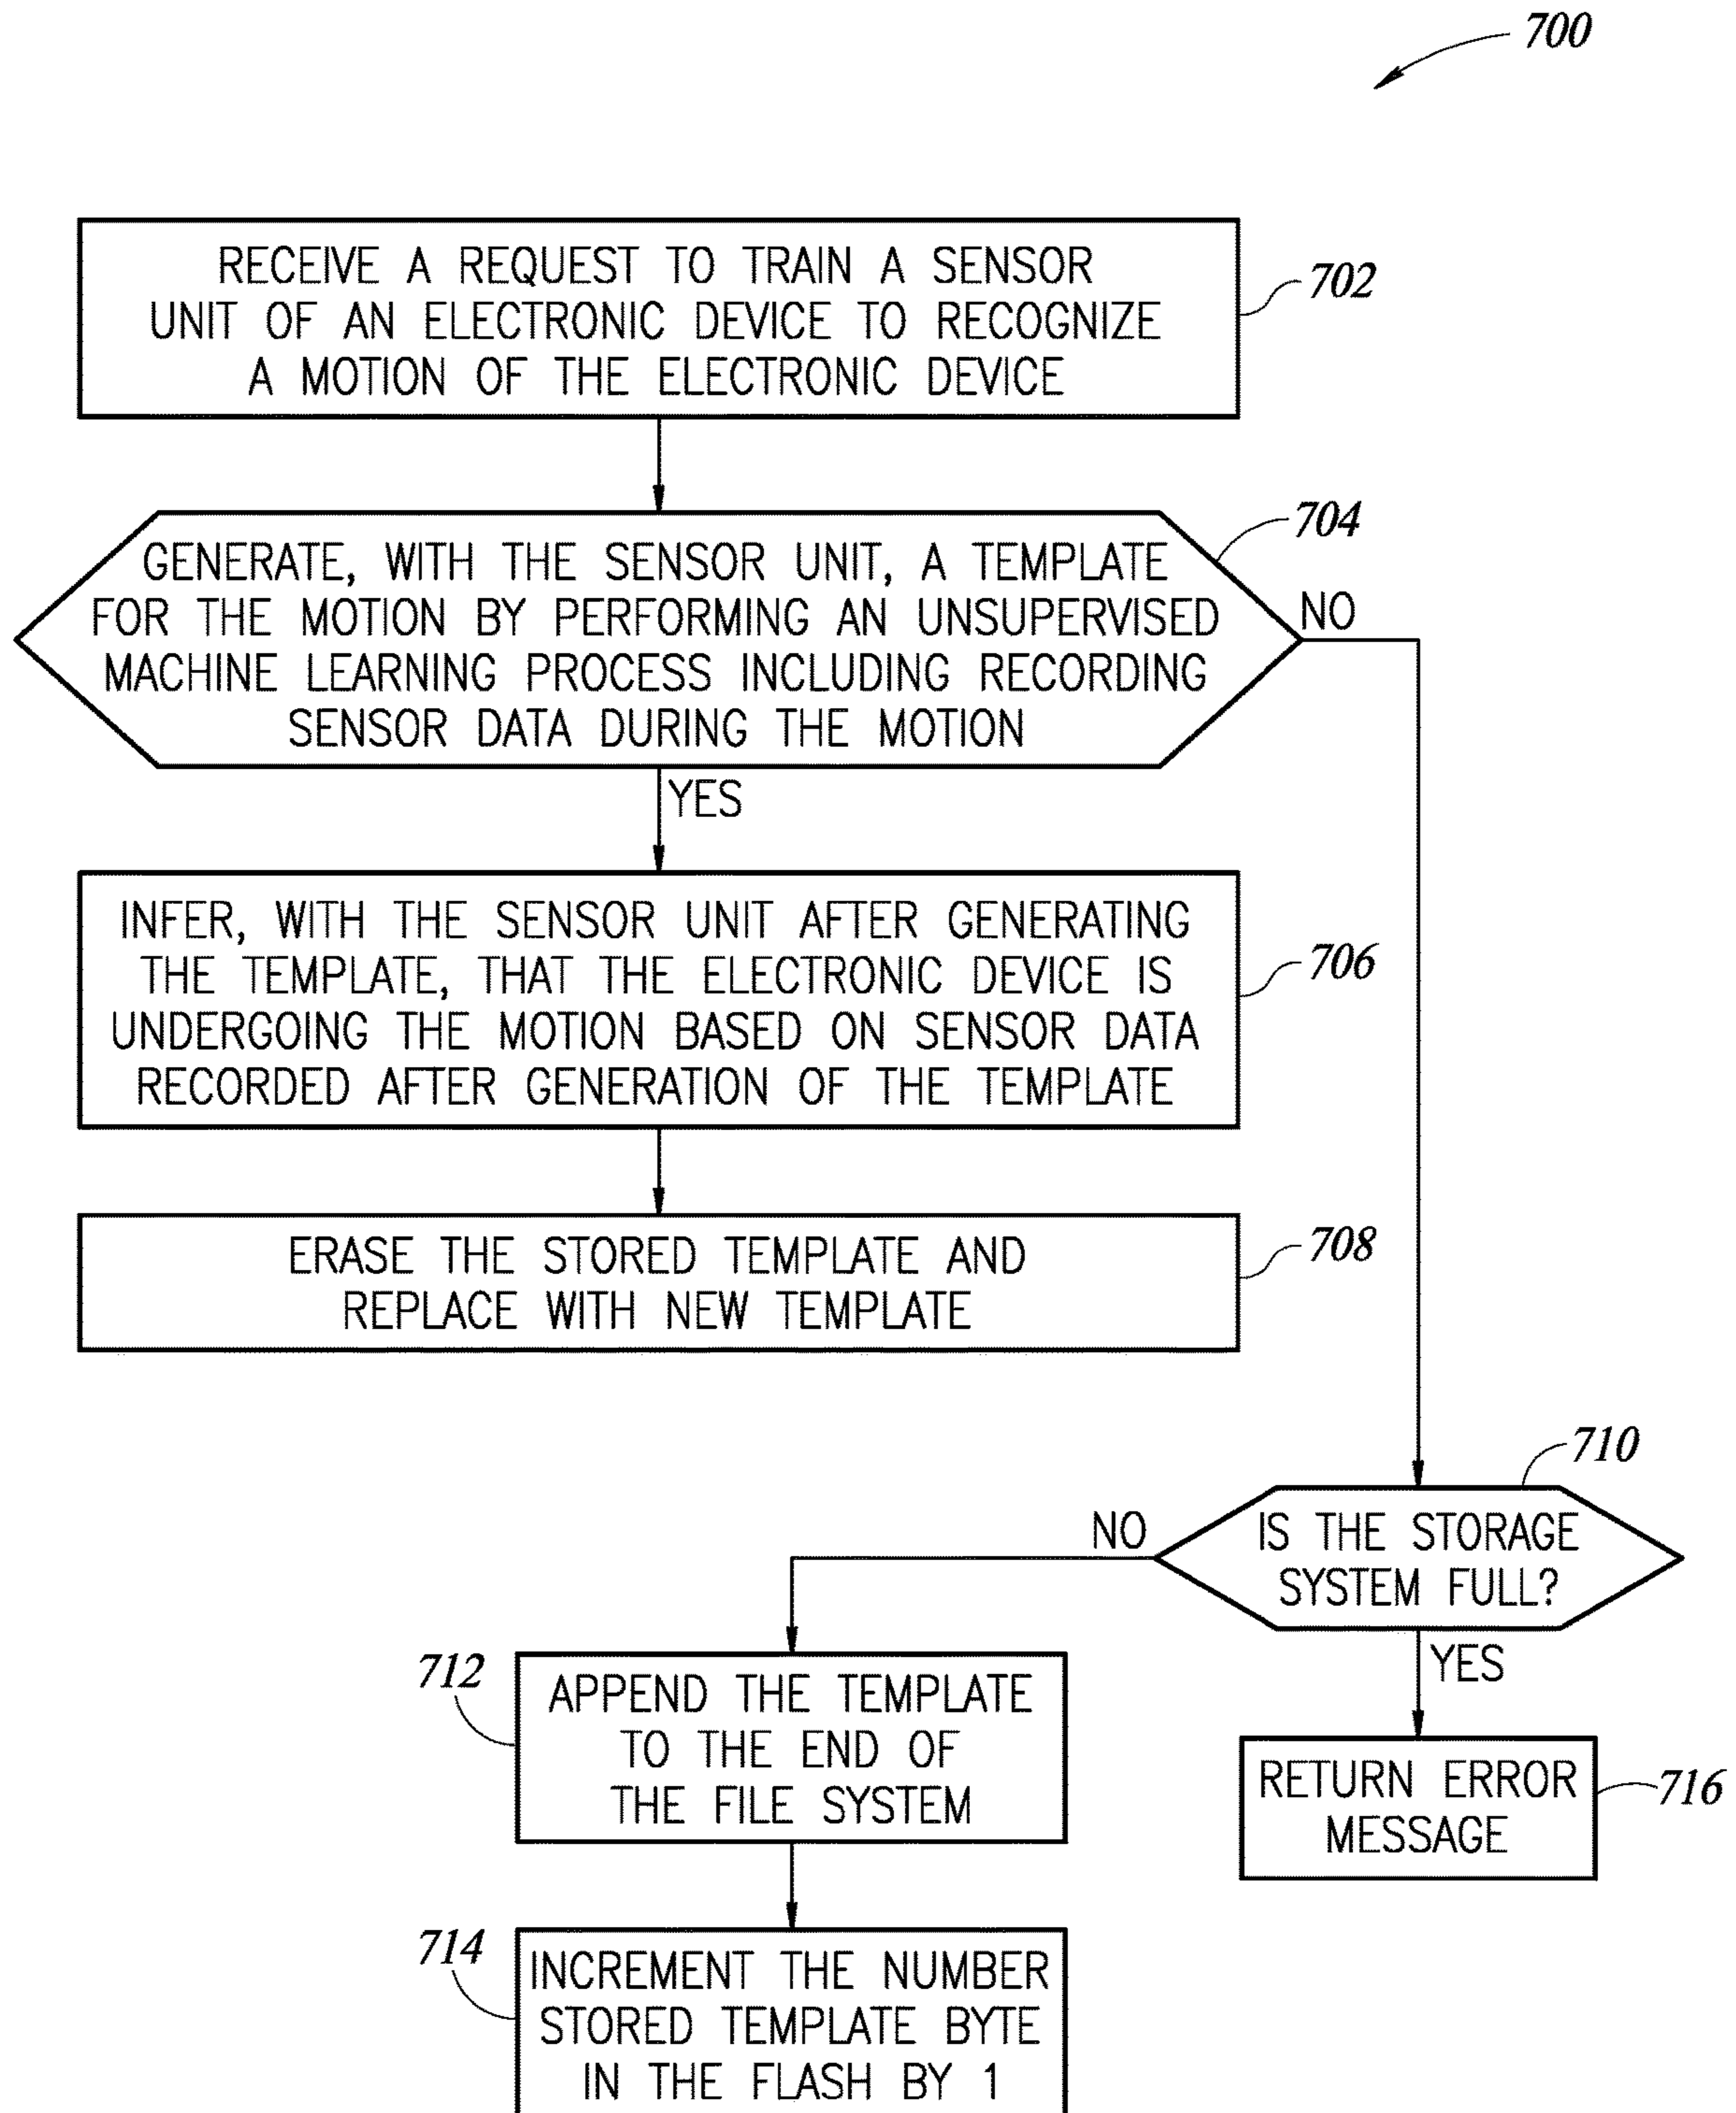 700
RECEIVE A REQUEST TO TRAIN A SENSOR
UNIT OF AN ELECTRONIC DEVICE TO RECOGNIZE
A MOTION OF THE ELECTRONIC DEVICE
702
GENERATE, WITH THE SENSOR UNIT, A TEMPLATE
FOR THE MOTION BY PERFORMING AN UNSUPERVISED
MACHINE LEARNING PROCESS INCLUDING RECORDING
SENSOR DATA DURING THE MOTION
704
NO
YES
INFER, WITH THE SENSOR UNIT AFTER GENERATING
THE TEMPLATE, THAT THE ELECTRONIC DEVICE IS
UNDERGOING THE MOTION BASED ON SENSOR DATA
RECORDED AFTER GENERATION OF THE TEMPLATE
706
ERASE THE STORED TEMPLATE AND
REPLACE WITH NEW TEMPLATE
708
710
IS THE STORAGE
SYSTEM FULL?
NO
YES
712
APPEND THE TEMPLATE
TO THE END OF
THE FILE SYSTEM
RETURN ERROR
MESSAGE
716
714
INCREMENT THE NUMBER
STORED TEMPLATE BYTE
IN THE FLASH BY 1